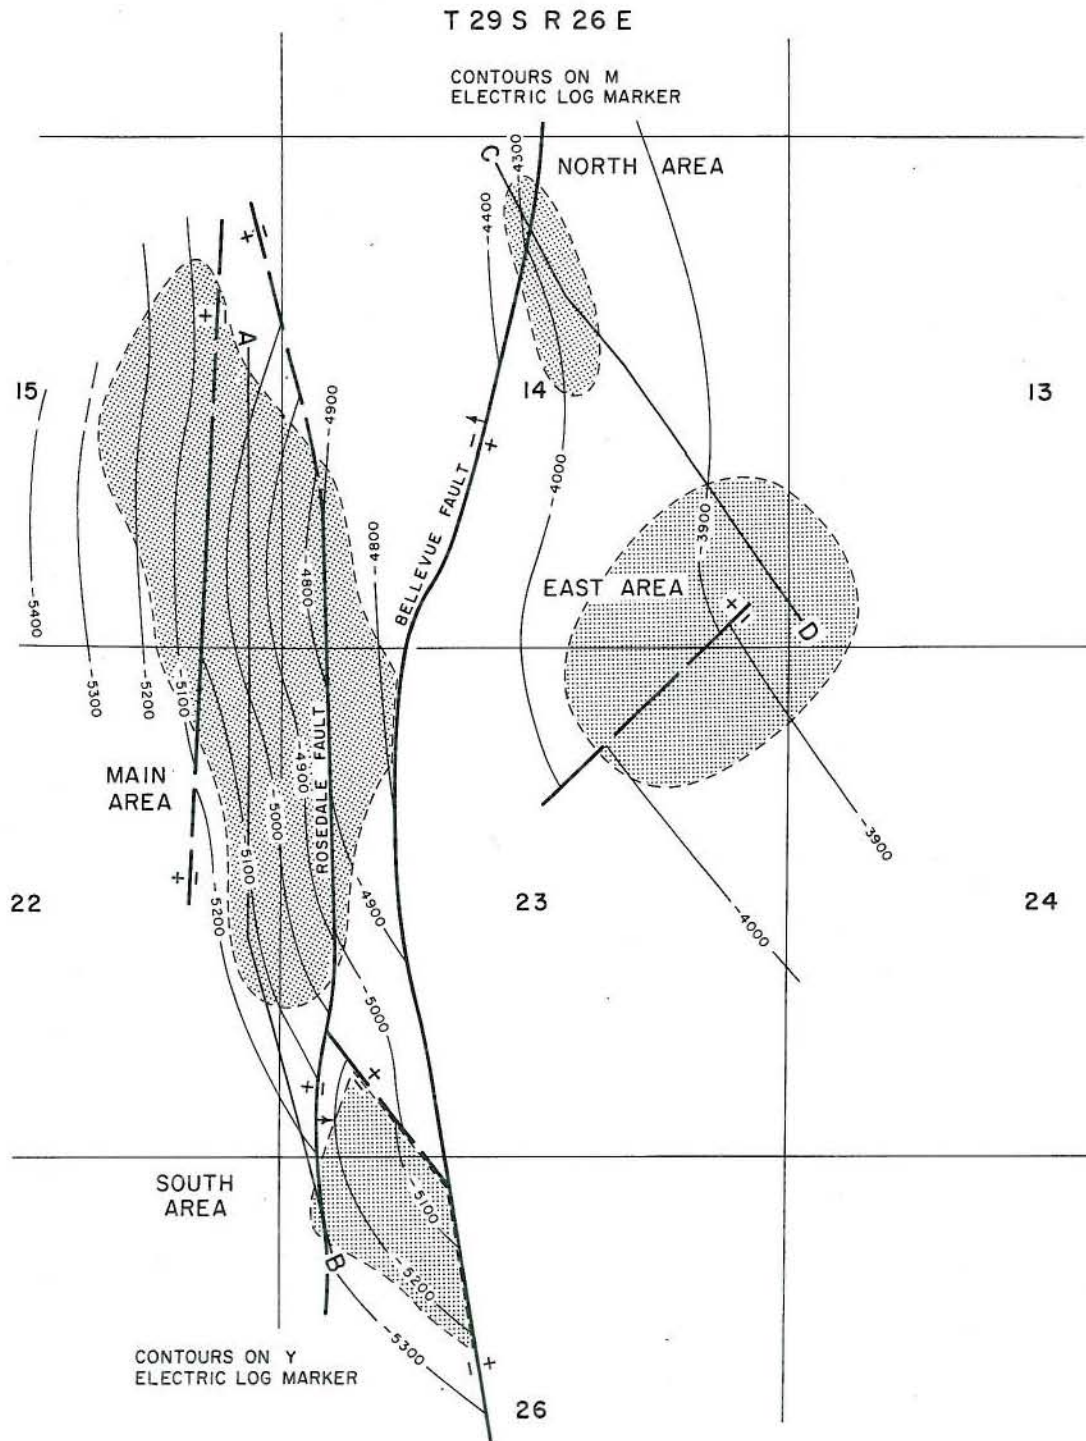 T 29 S R 26 E
CONTOURS ON M
ELECTRIC LOG MARKER
C
-4300
NORTH AREA
-4400
+ -
+ -
A
15
14
13
-4900
-4000
BELLEVUE FAULT - +
-3900
-4800
-4800
-5400
EAST AREA
+ -
D
-5300
-5200
-5100
ROSEDALE FAULT
MAIN
AREA
-4900
-5000
-3900
+ -
-5100
22
-5200
-4900
23
24
-4000
-5000
+
+ -
SOUTH
AREA
-5100
B
-5200
-5300
CONTOURS ON Y
ELECTRIC LOG MARKER
- +
26